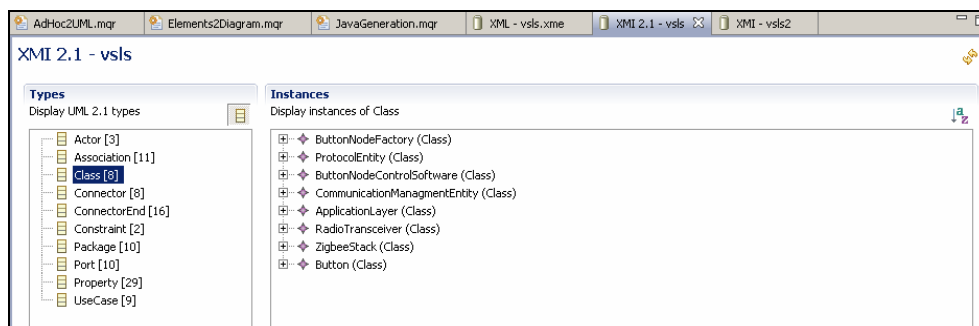 AdHoc2UML.mqr Elements2Diagram.mqr JavaGeneration.mqr XML - vsls.xme XMI 2.1 - vsls XMI - vsls2
XMI 2.1 - vsls
Types
Display UML 2.1 types
Actor [3]
Association [11]
Class [8]
Connector [8]
ConnectorEnd [16]
Constraint [2]
Package [10]
Port [10]
Property [29]
UseCase [9]
Instances
Display instances of Class
a
z
ButtonNodeFactory (Class)
ProtocolEntity (Class)
ButtonNodeControlSoftware (Class)
CommunicationManagmentEntity (Class)
ApplicationLayer (Class)
RadioTransceiver (Class)
ZigbeeStack (Class)
Button (Class)